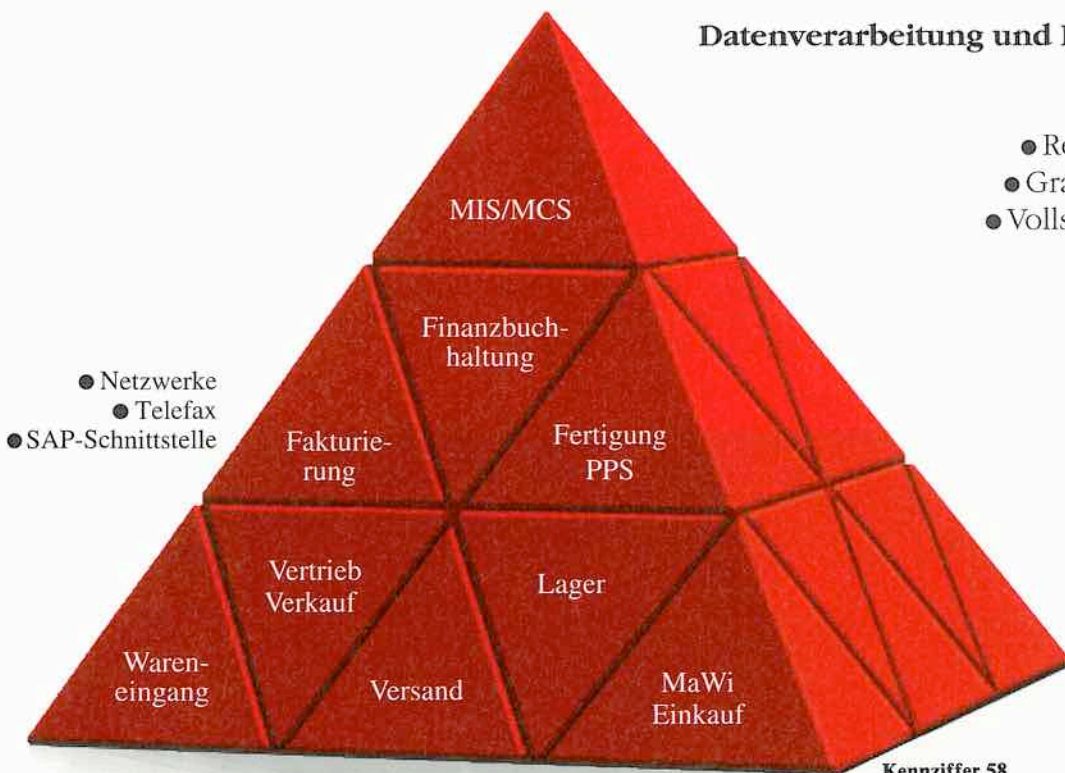 Datenverarbeitung und
MIS/MCS
Finanzbuch-
haltung
● Netzwerke
● Telefax
● SAP-Schnittstelle
Fakturie-
rung
Fertigung
PPS
Vertrieb
Verkauf
Lager
Waren-
eingang
Versand
MaWi
Einkauf
Kennziffer 58